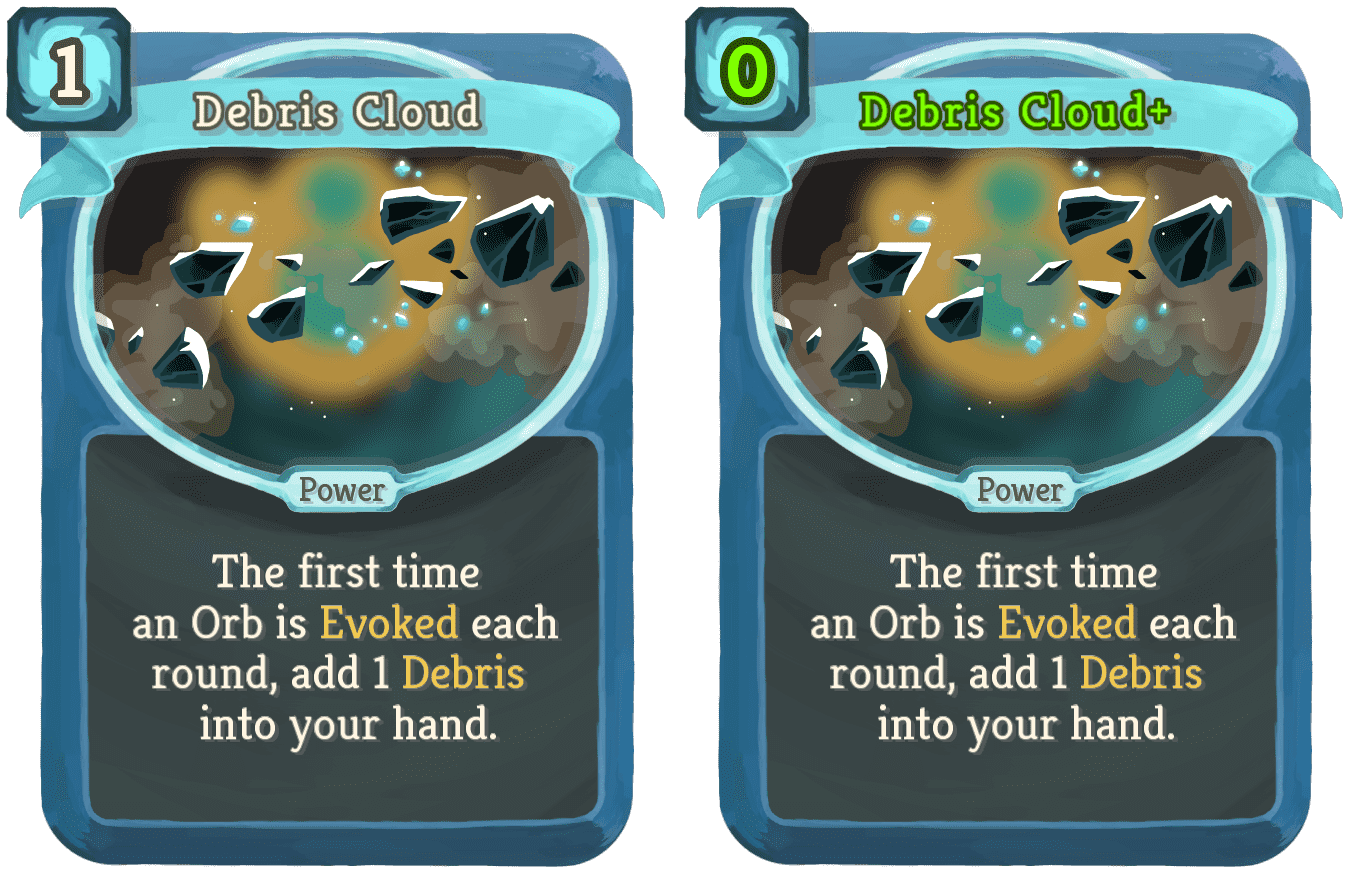 1
Debris Cloud
Power
The first time
an Orb is Evoked each
round, add 1 Debris
into your hand.
0
Debris Cloud+
Power
The first time
an Orb is Evoked each
round, add 1 Debris
into your hand.